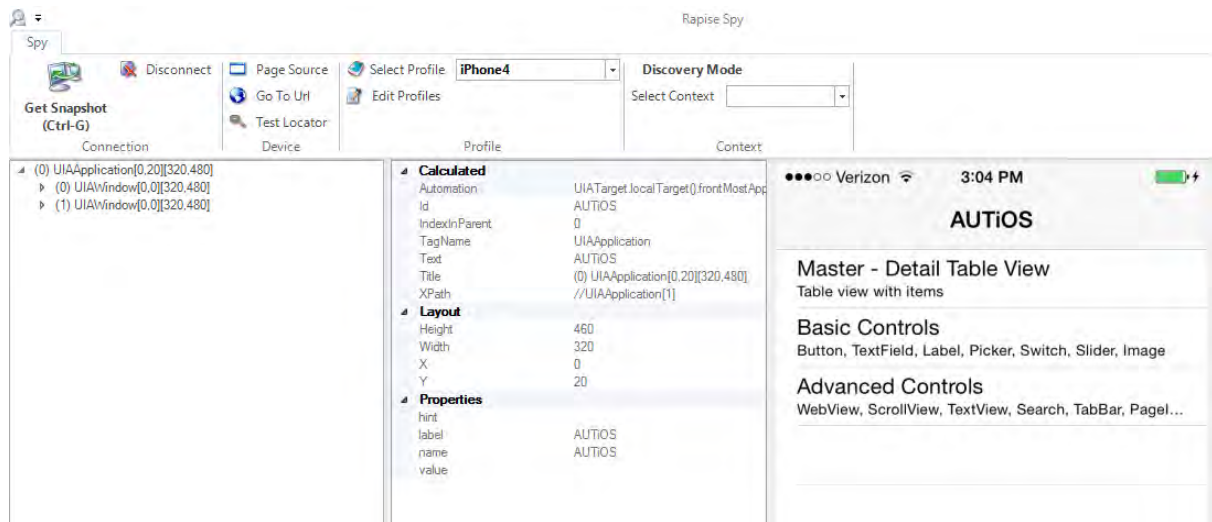 Rapise Spy
Spy
Get Snapshot
(Ctrl-G)
Disconnect
Connection
Page Source
Go To Url
Test Locator
Device
Select Profile iPhone4
Edit Profiles
Profile
Discovery Mode
Select Context
Context
(0) UIAApplication[0,20][320,480]
(0) UIAWindow[0,0][320,480]
(1) UIAWindow[0,0][320,480]
Calculated
Automation UIATarget.localTarget().frontMostApp
Id AUTiOS
IndexInParent 0
TagName UIAApplication
Text AUTiOS
Title (0) UIAApplication[0,20][320,480]
XPath //UIAApplication[1]
Layout
Height 460
Width 320
X 0
Y 20
Properties
hint
label AUTiOS
name AUTiOS
value
Verizon 3:04 PM
AUTiOS
Master - Detail Table View
Table view with items
Basic Controls
Button, TextField, Label, Picker, Switch, Slider, Image
Advanced Controls
WebView, ScrollView, TextView, Search, TabBar, PageI...